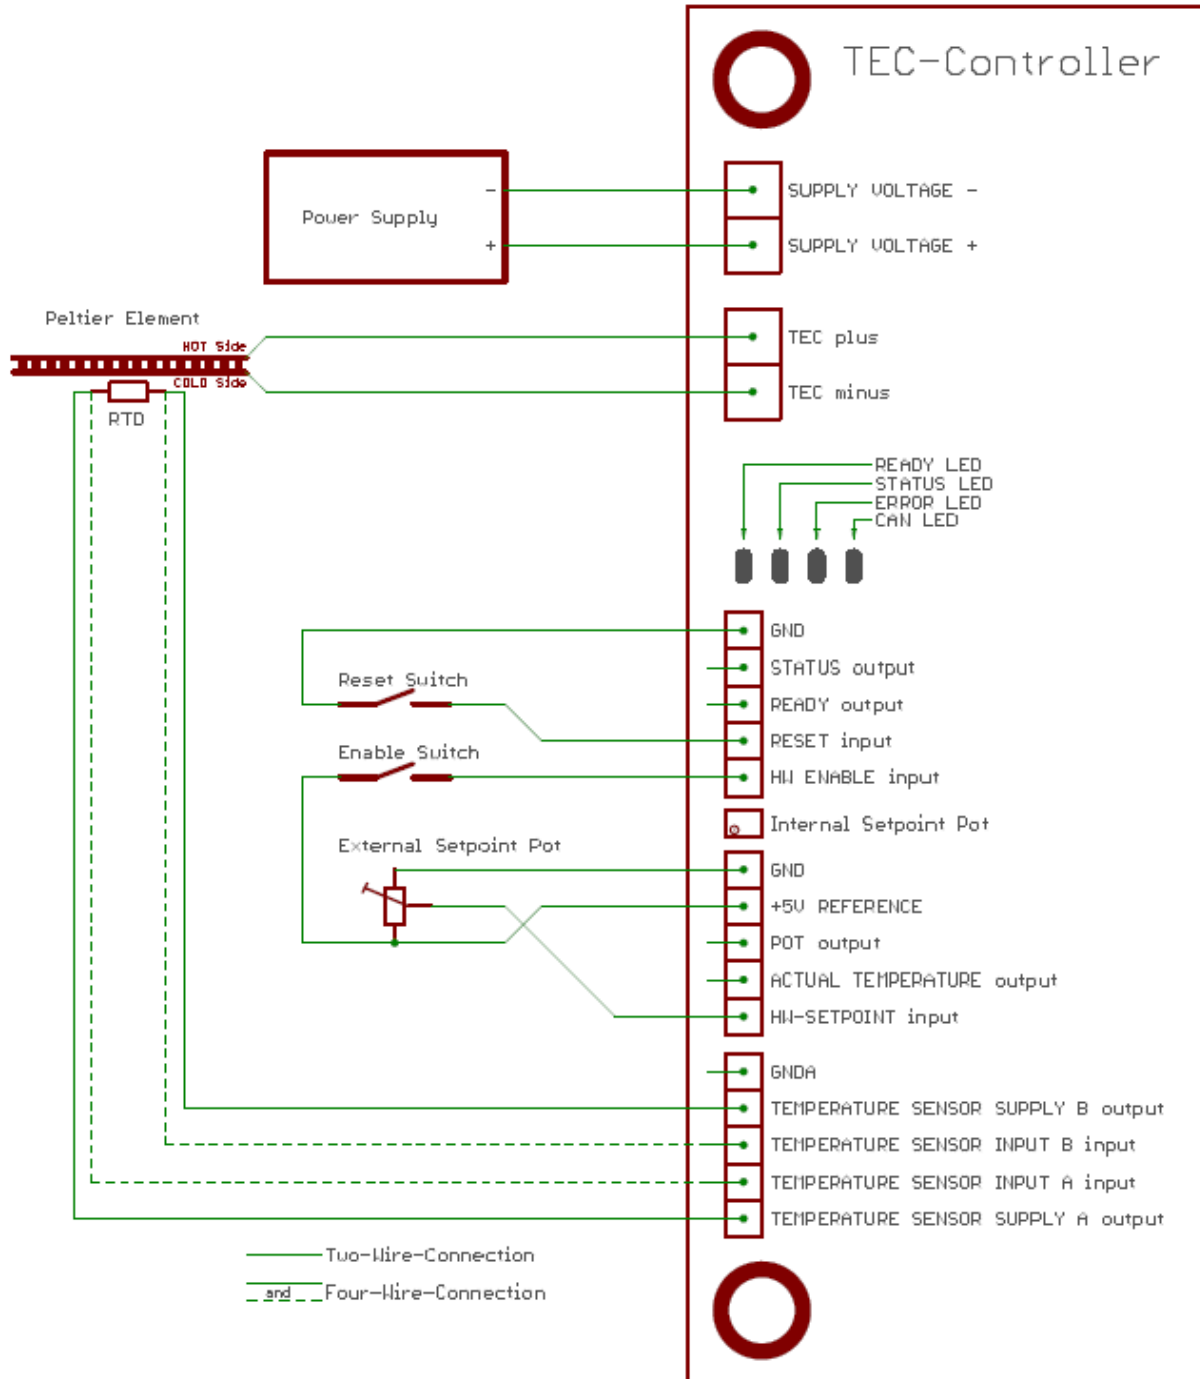 TEC-Controller
Power Supply
-
+
SUPPLY VOLTAGE -
SUPPLY VOLTAGE +
Peltier Element
HOT Side
COLD Side
RTD
TEC plus
TEC minus
READY LED
STATUS LED
ERROR LED
CAN LED
GND
STATUS output
READY output
RESET input
HW ENABLE input
Reset Switch
Enable Switch
Internal Setpoint Pot
External Setpoint Pot
GND
+5V REFERENCE
POT output
ACTUAL TEMPERATURE output
HW-SETPOINT input
GNDA
TEMPERATURE SENSOR SUPPLY B output
TEMPERATURE SENSOR INPUT B input
TEMPERATURE SENSOR INPUT A input
TEMPERATURE SENSOR SUPPLY A output
Two-Wire-Connection
and Four-Wire-Connection